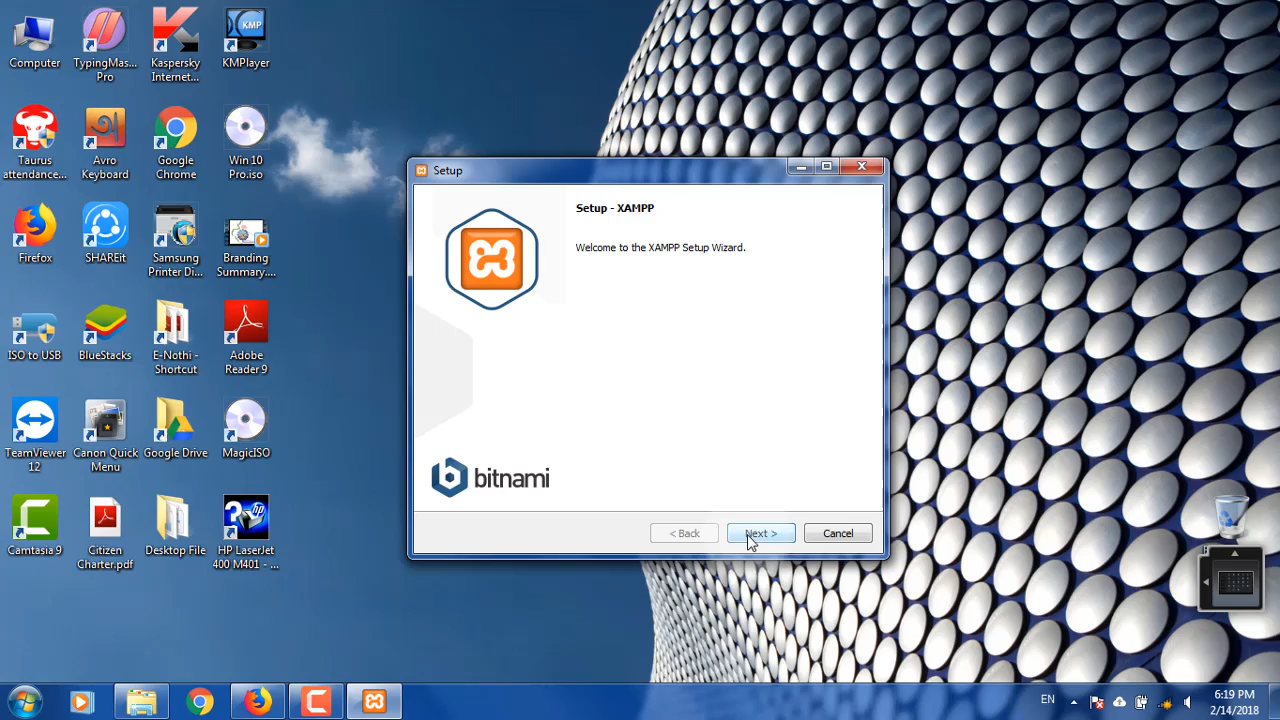 Computer
TypingMas...
Pro
Kaspersky
Internet...
KMP
KMPlayer
Taurus
attendance...
Avro
Keyboard
Google
Chrome
Win 10
Pro.iso
Firefox
SHAREit
Samsung
Printer Di...
Branding
Summary....
ISO to USB
BlueStacks
E-Nothi -
Shortcut
Adobe
Reader 9
TeamViewer
12
Canon Quick
Menu
Google Drive
MagicISO
Camtasia 9
Citizen
Charter.pdf
Desktop File
HP LaserJet
400 M401 - ...
Setup
Setup - XAMPP
Welcome to the XAMPP Setup Wizard.
bitnami
< Back
Next >
Cancel
EN
6:19 PM
2/14/2018